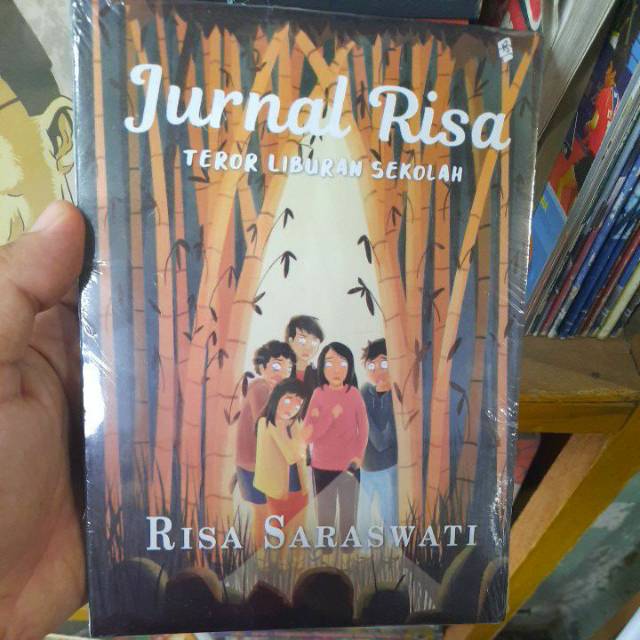 Jurnal Risa
TEROR LIBURAN SEKOLAH
RISA SARASWATI